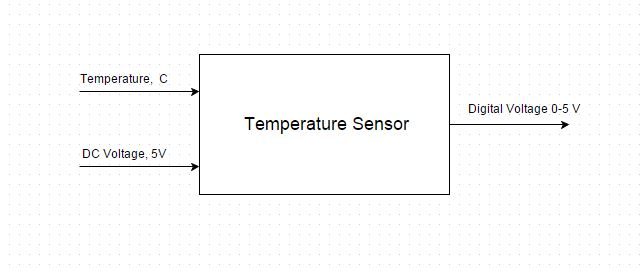 Temperature, C
Temperature Sensor
Digital Voltage 0-5 V
DC Voltage, 5V